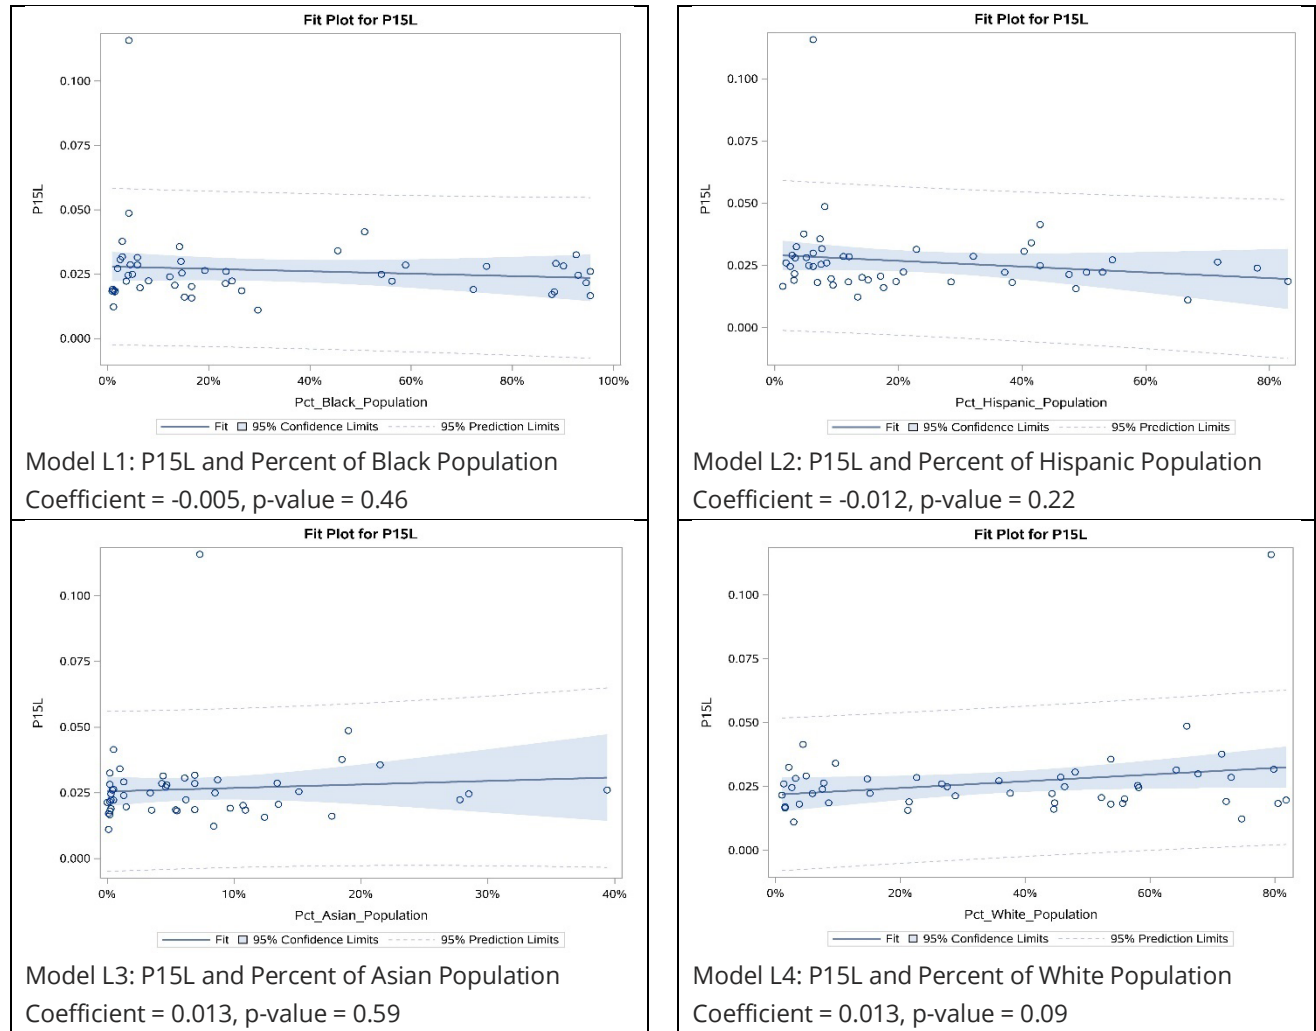 Fit Plot for P15L
0.100
0.075
0.050
0.025
0.000
P15L
0% 20% 40% 60% 80% 100%
Pct_Black_Population
Fit 95% Confidence Limits 95% Prediction Limits
Model L1: P15L and Percent of Black Population
Coefficient = -0.005, p-value = 0.46
Fit Plot for P15L
0.100
0.075
0.050
0.025
0.000
P15L
0% 20% 40% 60% 80%
Pct_Hispanic_Population
Fit 95% Confidence Limits 95% Prediction Limits
Model L2: P15L and Percent of Hispanic Population
Coefficient = -0.012, p-value = 0.22
Fit Plot for P15L
0.100
0.075
0.050
0.025
0.000
P15L
0% 10% 20% 30% 40%
Pct_Asian_Population
Fit 95% Confidence Limits 95% Prediction Limits
Model L3: P15L and Percent of Asian Population
Coefficient = 0.013, p-value = 0.59
Fit Plot for P15L
0.100
0.075
0.050
0.025
0.000
P15L
0% 20% 40% 60% 80%
Pct_White_Population
Fit 95% Confidence Limits 95% Prediction Limits
Model L4: P15L and Percent of White Population
Coefficient = 0.013, p-value = 0.09